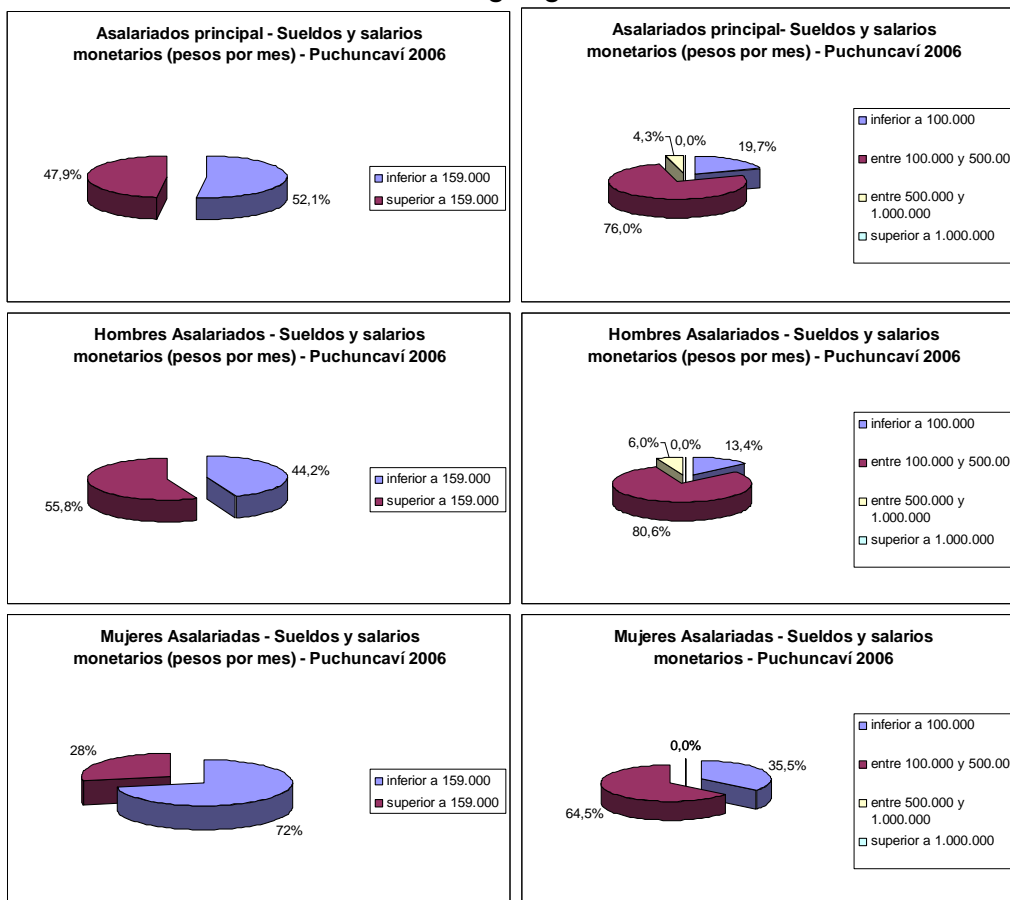 Asalariados principal - Sueldos y salarios
monetarios (pesos por mes) - Puchuncaví 2006
47,9%
52,1%
inferior a 159.000
superior a 159.000
Asalariados principal- Sueldos y salarios
monetarios (pesos por mes) - Puchuncaví 2006
4,3%
0,0%
19,7%
76,0%
inferior a 100.000
entre 100.000 y 500.00
entre 500.000 y
1.000.000
superior a 1.000.000
Hombres Asalariados - Sueldos y salarios
monetarios (pesos por mes) - Puchuncaví 2006
44,2%
55,8%
inferior a 159.000
superior a 159.000
Hombres Asalariados - Sueldos y salarios
monetarios (pesos por mes) - Puchuncaví 2006
6,0%
0,0%
13,4%
80,6%
inferior a 100.000
entre 100.000 y 500.00
entre 500.000 y
1.000.000
superior a 1.000.000
Mujeres Asalariadas - Sueldos y salarios
monetarios (pesos por mes) - Puchuncaví 2006
28%
72%
inferior a 159.000
superior a 159.000
Mujeres Asalariadas - Sueldos y salarios
monetarios - Puchuncaví 2006
0,0%
35,5%
64,5%
inferior a 100.000
entre 100.000 y 500.00
entre 500.000 y
1.000.000
superior a 1.000.000